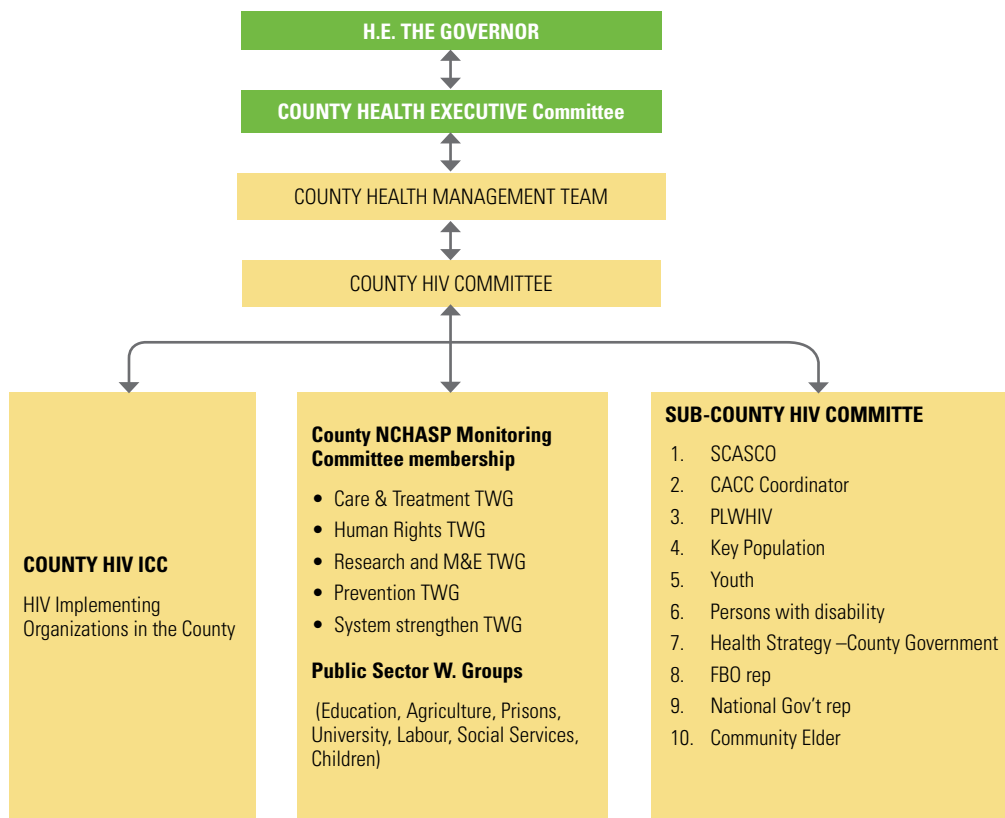 H.E. THE GOVERNOR
COUNTY HEALTH EXECUTIVE Committee
COUNTY HEALTH MANAGEMENT TEAM
COUNTY HIV COMMITTEE
COUNTY HIV ICC
HIV Implementing
Organizations in the County
County NCHASP Monitoring
Committee membership
• Care & Treatment TWG
• Human Rights TWG
• Research and M&E TWG
• Prevention TWG
• System strengthen TWG
Public Sector W. Groups
(Education, Agriculture, Prisons,
University, Labour, Social Services,
Children)
SUB-COUNTY HIV COMMITTE
1. SCASCO
2. CACC Coordinator
3. PLWHIV
4. Key Population
5. Youth
6. Persons with disability
7. Health Strategy –County Government
8. FBO rep
9. National Gov’t rep
10. Community Elder